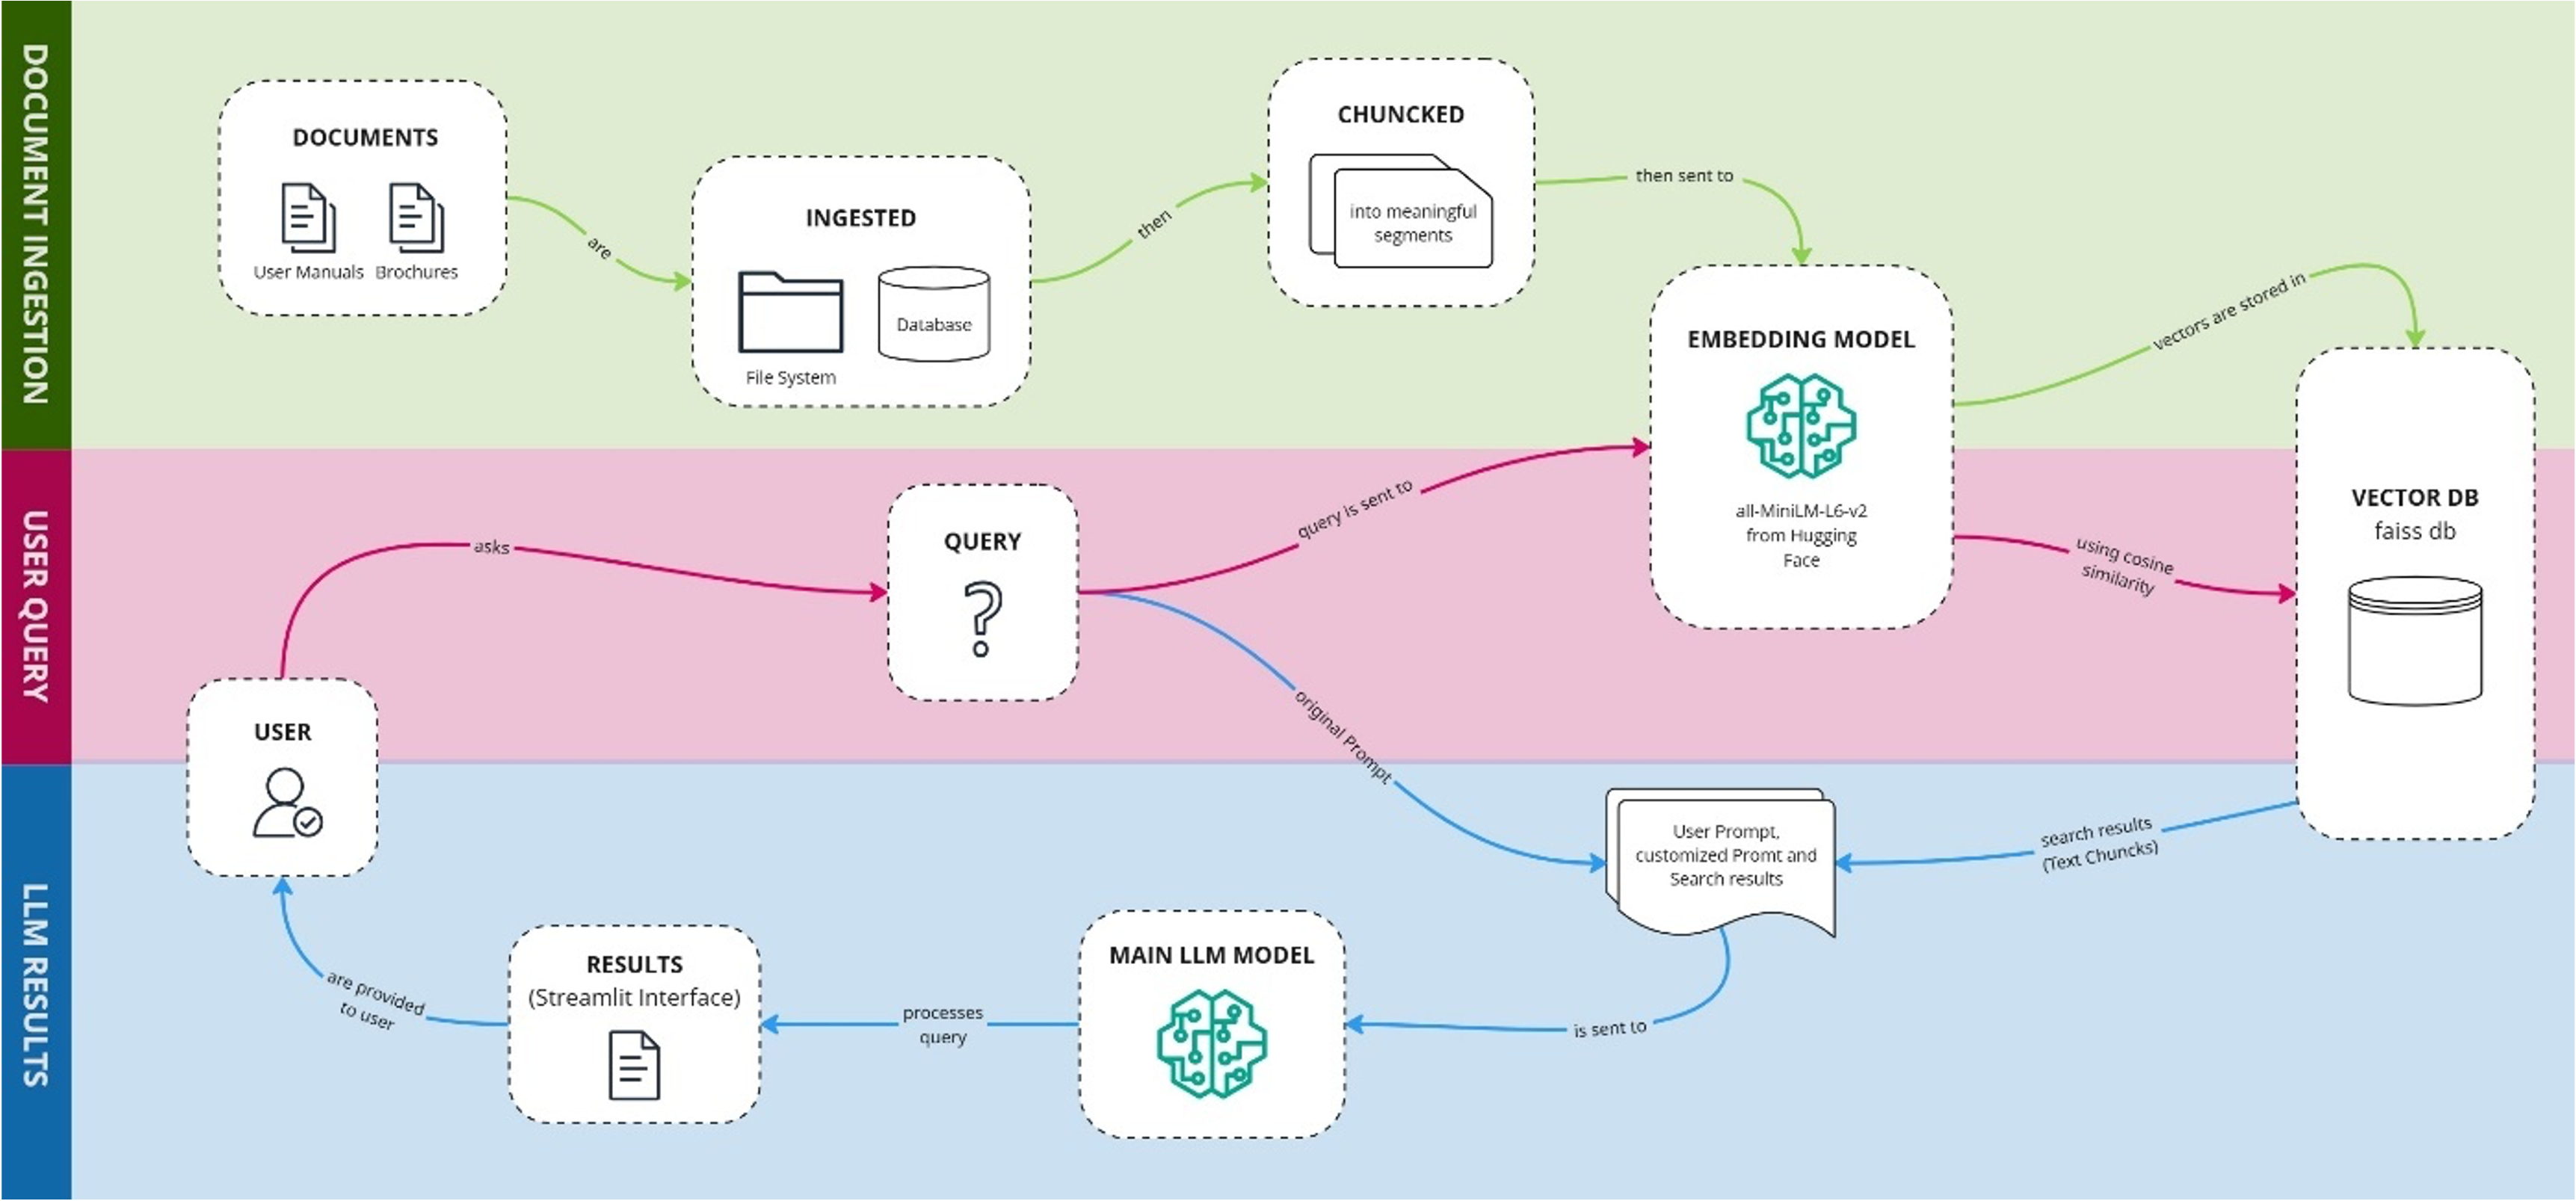 DOCUMENT INGESTION
DOCUMENTS
User Manuals
Brochures
are
INGESTED
File System
Database
then
CHUNCKED
into meaningful
segments
then sent to
EMBEDDING MODEL
all-MiniLM-L6-v2
from Hugging
Face
vectors are stored in
VECTOR DB
faiss db
USER QUERY
USER
asks
QUERY
query is sent to
using cosine
similarity
original Prompt
LLM RESULTS
search results
(Text Chuncks)
User Prompt,
customized Promt and
Search results
is sent to
MAIN LLM MODEL
processes
query
RESULTS
(Streamlit Interface)
are provided
to user